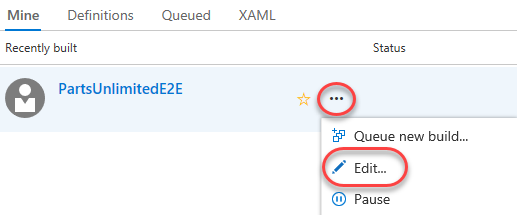 Mine Definitions Queued XAML
Recently built Status
PartsUnlimitedE2E
Queue new build...
Edit...
Pause